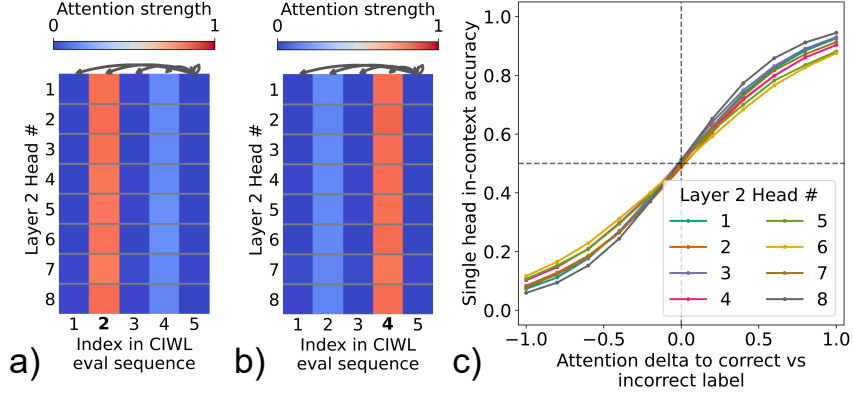 Attention strength
0 1
Layer 2 Head #
1
2
3
4
5
6
7
8
1 2 3 4 5
Index in CIWL
eval sequence
a)
Attention strength
0 1
Layer 2 Head #
1
2
3
4
5
6
7
8
1 2 3 4 5
Index in CIWL
eval sequence
b)
Single head in-context accuracy
1.0
0.8
0.6
0.4
0.2
0.0
Layer 2 Head #
1 5
2 6
3 7
4 8
−1.0 −0.5 0.0 0.5 1.0
Attention delta to correct vs
incorrect label
c)